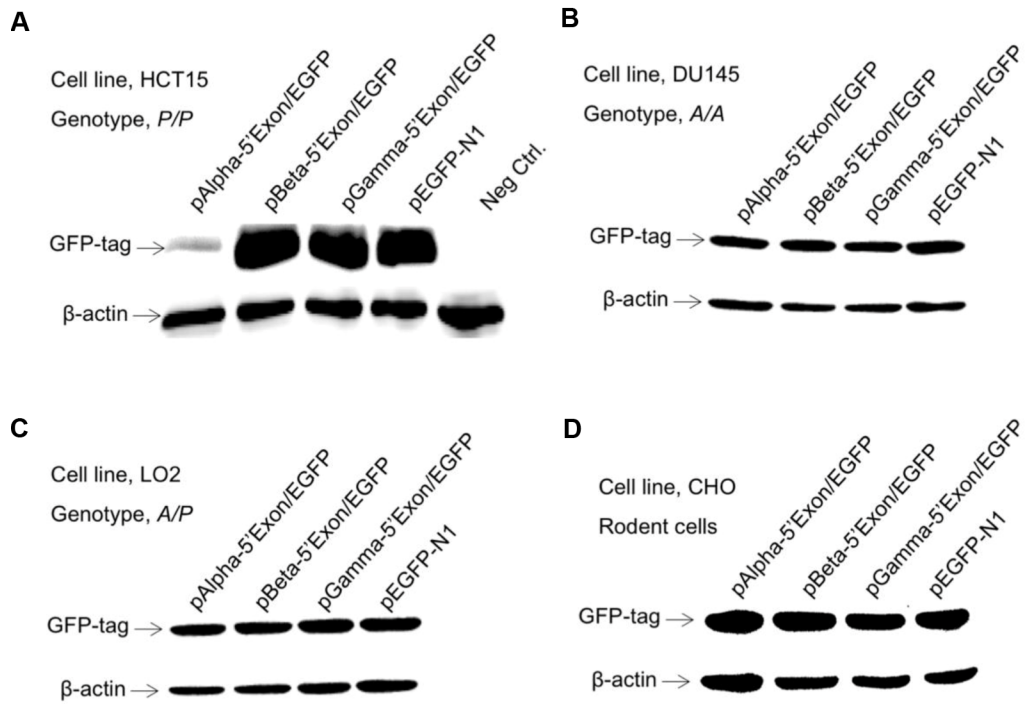 A
Cell line, HCT15
Genotype, P/P
pAlpha-5'Exon/EGFP
pBeta-5'Exon/EGFP
pGamma-5'Exon/EGFP
pEGFP-N1
Neg Ctrl.
GFP-tag
β-actin
B
Cell line, DU145
Genotype, A/A
pAlpha-5'Exon/EGFP
pBeta-5'Exon/EGFP
pGamma-5'Exon/EGFP
pEGFP-N1
GFP-tag
β-actin
C
Cell line, LO2
Genotype, A/P
pAlpha-5'Exon/EGFP
pBeta-5'Exon/EGFP
pGamma-5'Exon/EGFP
pEGFP-N1
GFP-tag
β-actin
D
Cell line, CHO
Rodent cells
pAlpha-5'Exon/EGFP
pBeta-5'Exon/EGFP
pGamma-5'Exon/EGFP
pEGFP-N1
GFP-tag
β-actin